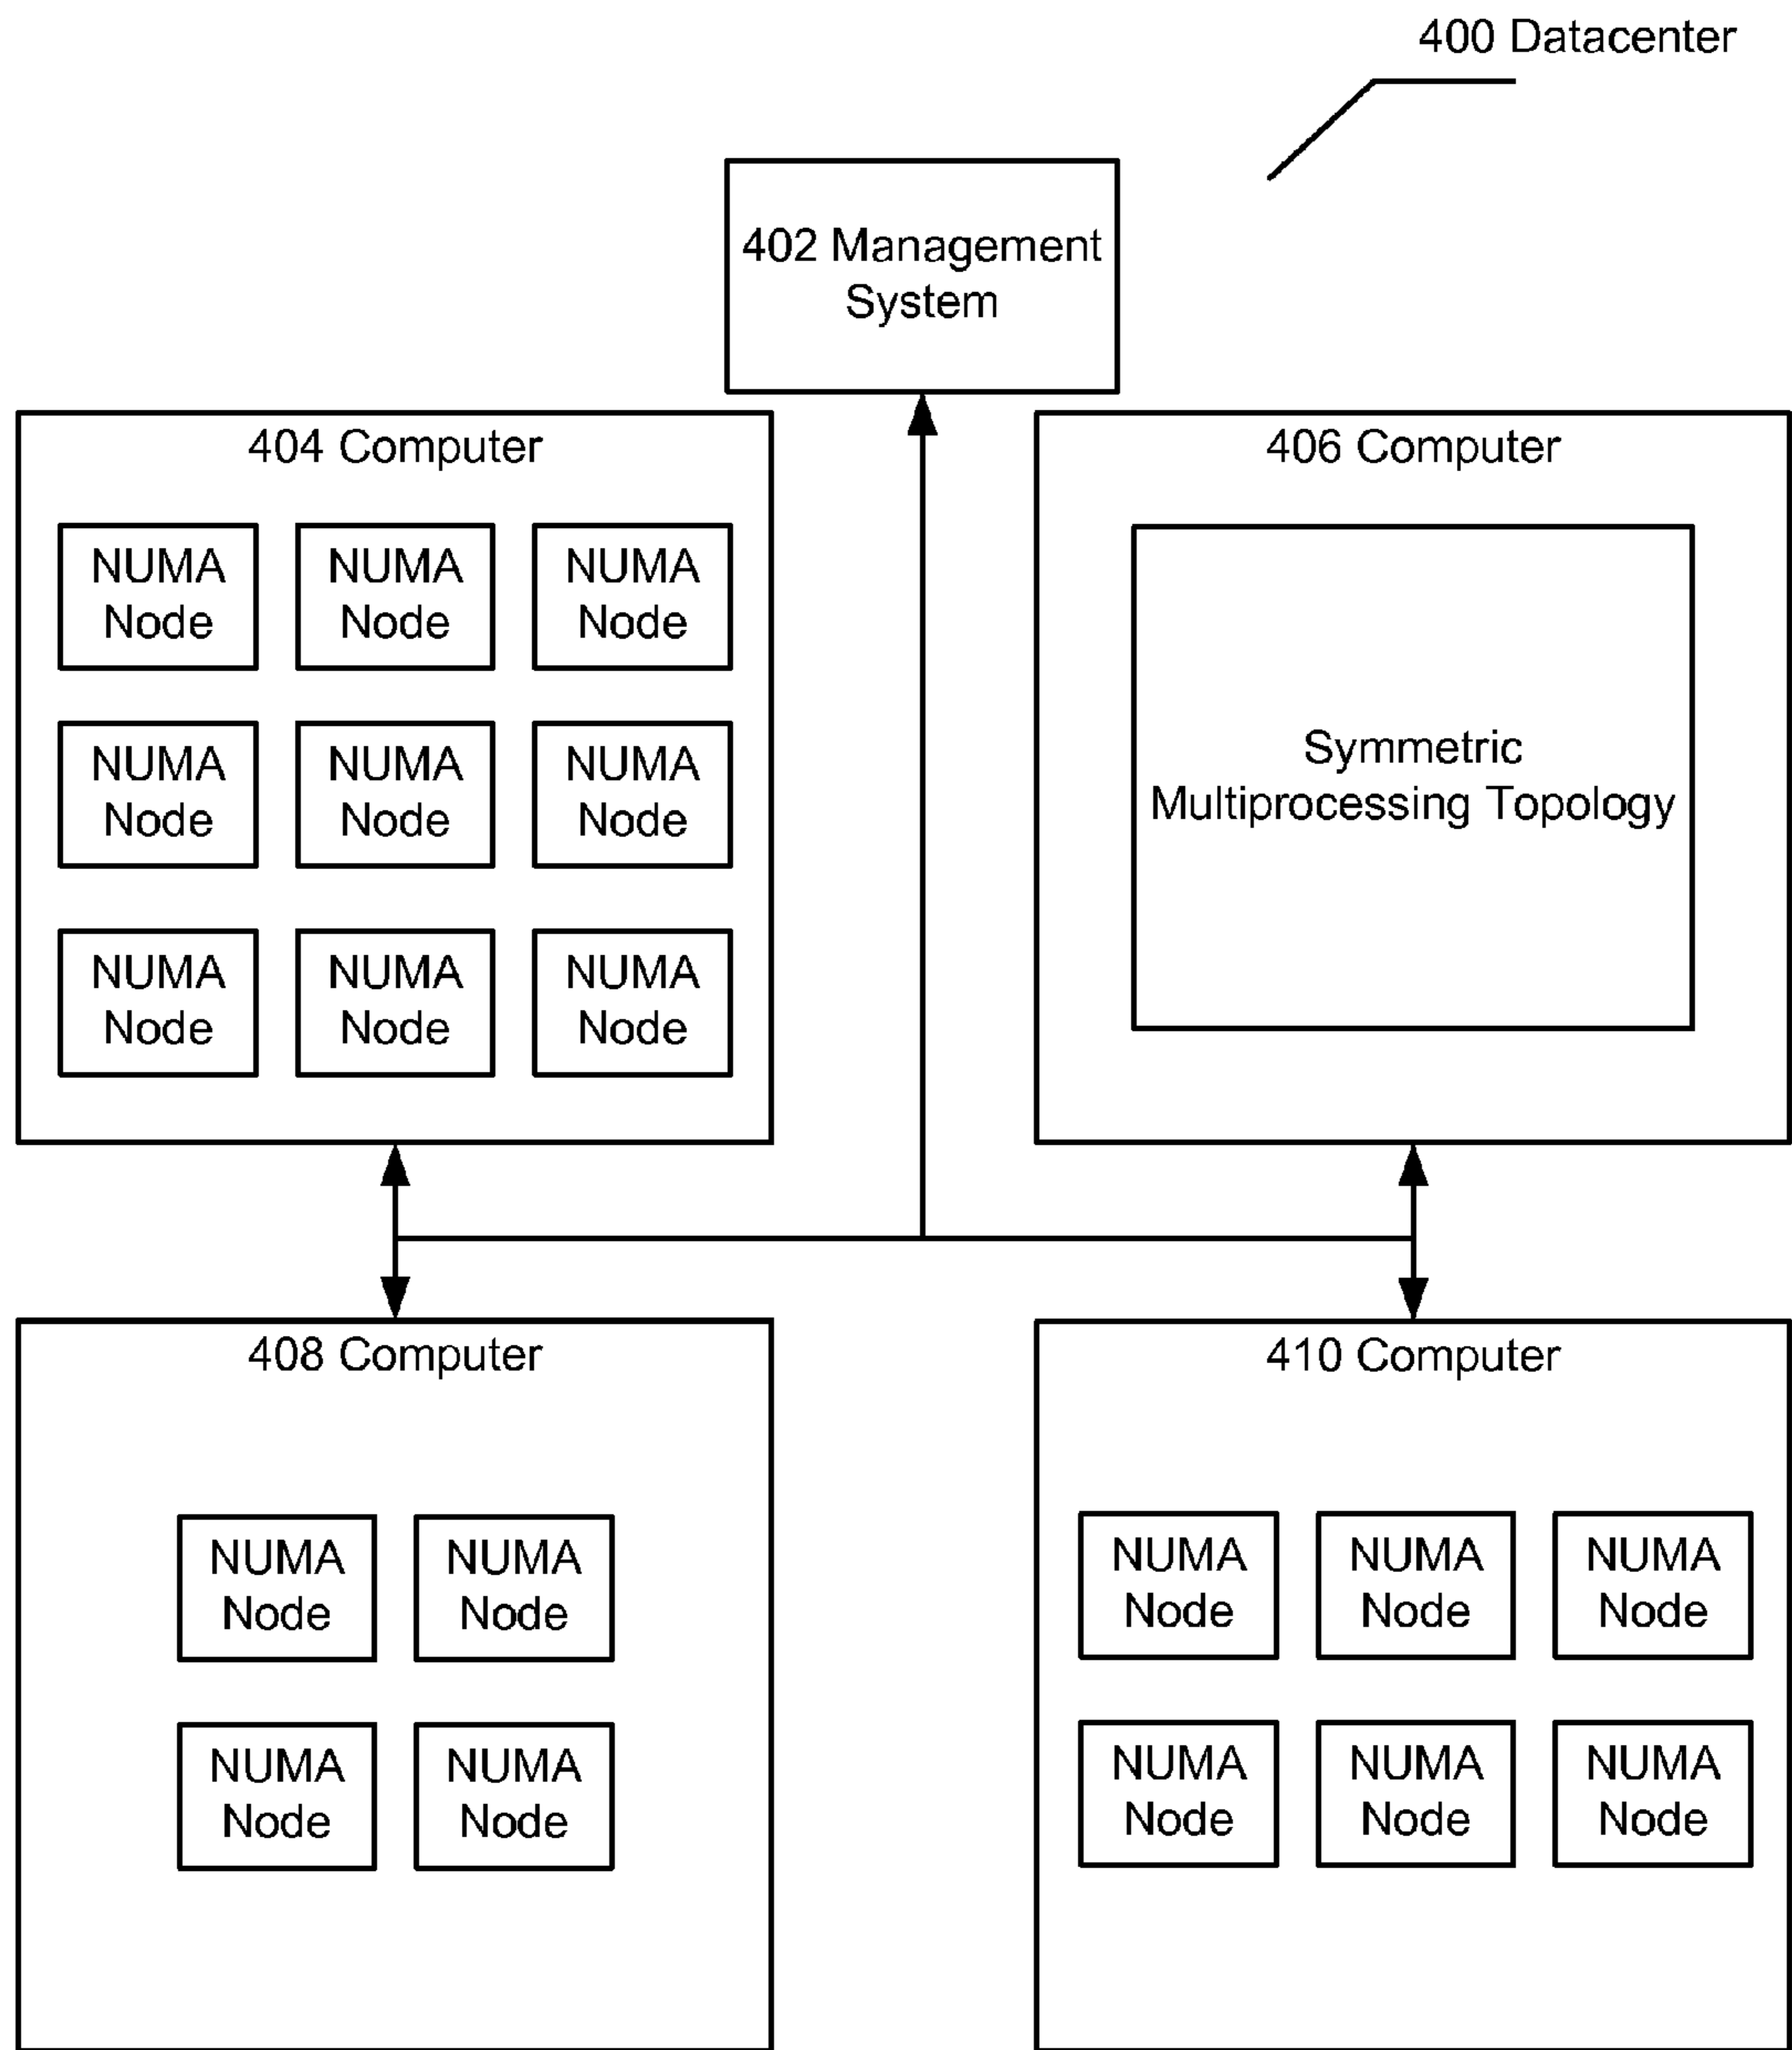 400 Datacenter
402 Management
System
404 Computer
NUMA
Node
NUMA
Node
NUMA
Node
NUMA
Node
NUMA
Node
NUMA
Node
NUMA
Node
NUMA
Node
NUMA
Node
406 Computer
Symmetric
Multiprocessing Topology
408 Computer
NUMA
Node
NUMA
Node
NUMA
Node
NUMA
Node
410 Computer
NUMA
Node
NUMA
Node
NUMA
Node
NUMA
Node
NUMA
Node
NUMA
Node